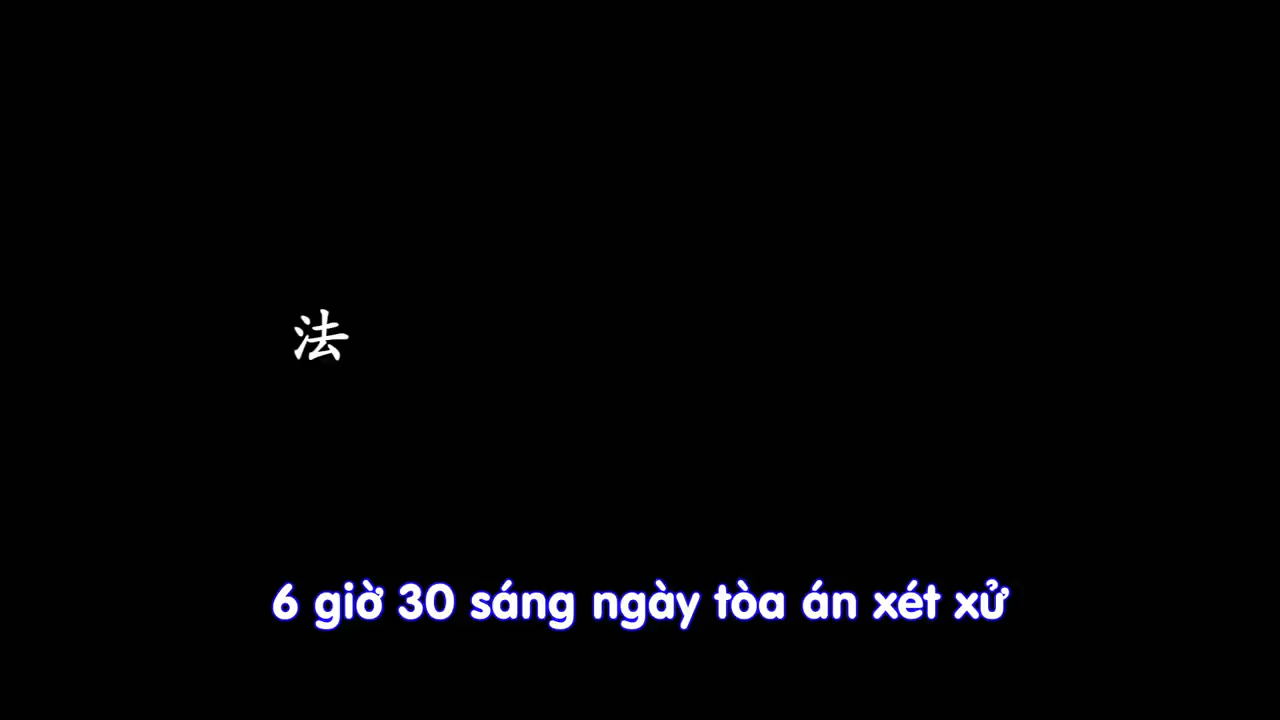 法
6 giờ 30 sáng ngày tòa án xét xử